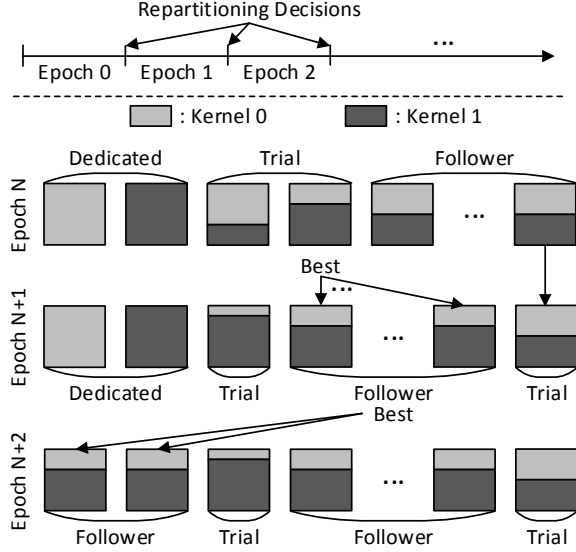 Repartitioning Decisions
...
Epoch 0 Epoch 1 Epoch 2
: Kernel 0 : Kernel 1
Dedicated Trial Follower
Epoch N
...
Best
...
Epoch N+1
...
Dedicated Trial Follower Trial
Best
Epoch N+2
...
Follower Trial Follower Trial